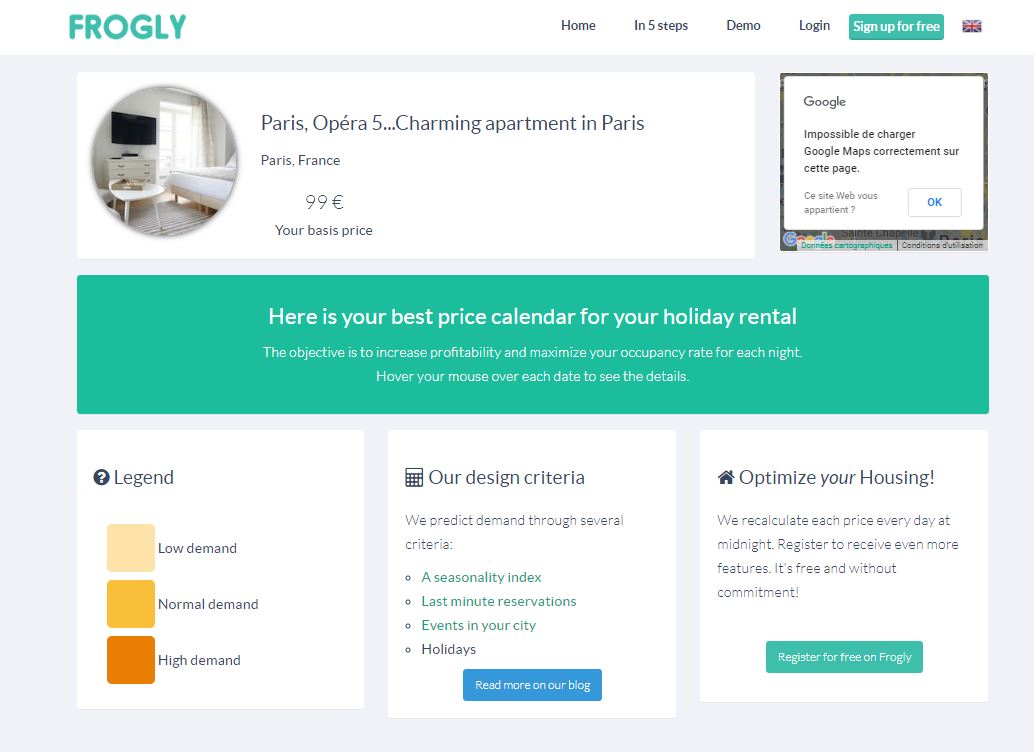 FROGLY
Home
In 5 steps
Demo
Login
Sign up for free
Paris, Opéra 5...Charming apartment in Paris
Paris, France
99 €
Your basis price
Google
Impossible de charger
Google Maps correctement sur
cette page.
Ce site Web vous
appartient ?
OK
Sainte Chapelle
Paris
Google
Données cartographiques
Conditions d'utilisation
Here is your best price calendar for your holiday rental
The objective is to increase profitability and maximize your occupancy rate for each night.
Hover your mouse over each date to see the details.
Legend
Low demand
Normal demand
High demand
Our design criteria
We predict demand through several
criteria:
A seasonality index
Last minute reservations
Events in your city
Holidays
Read more on our blog
Optimize your Housing!
We recalculate each price every day at
midnight. Register to receive even more
features. It's free and without
commitment!
Register for free on Frogly